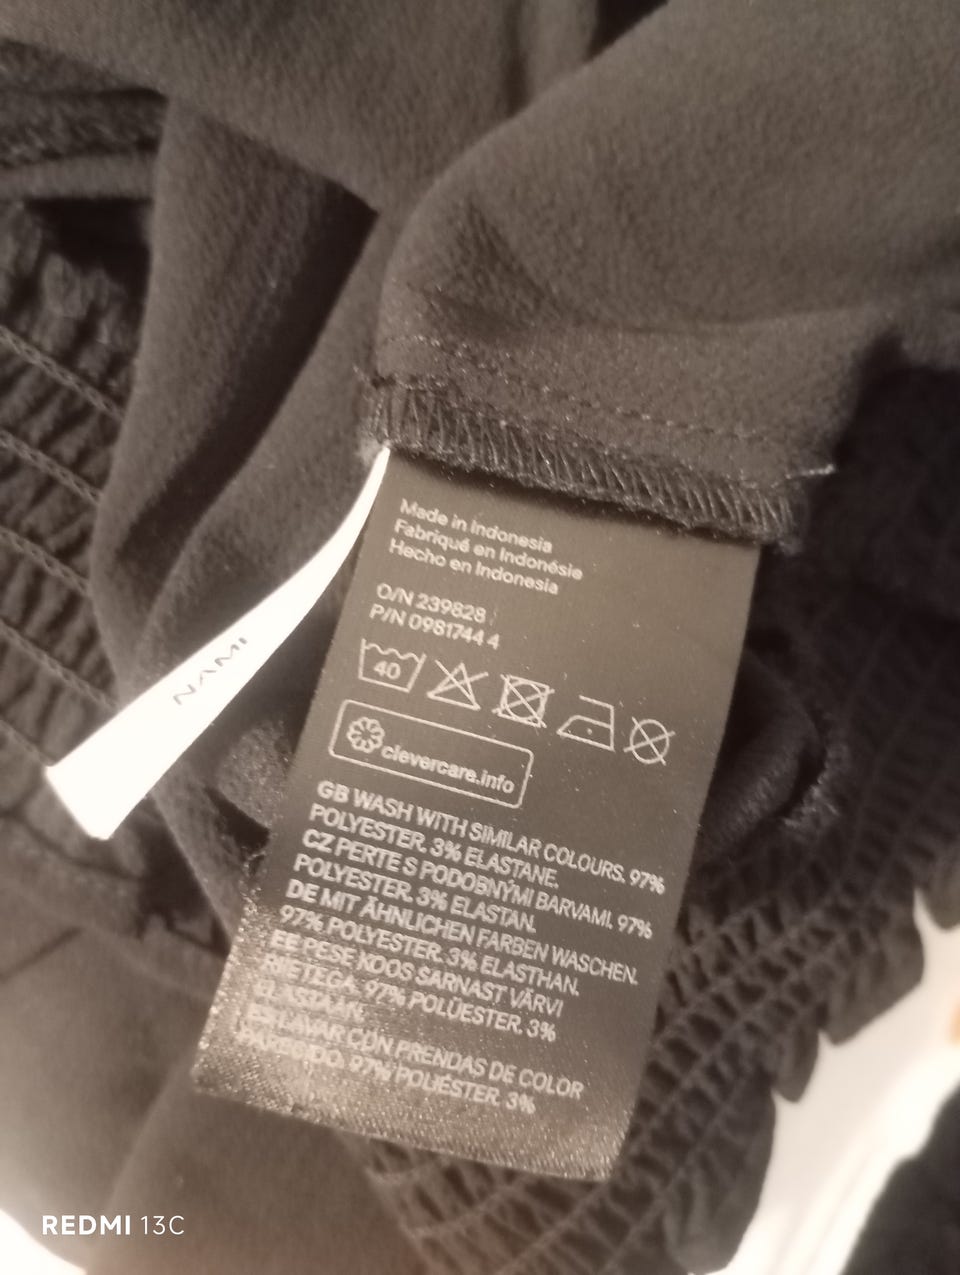 Made in Indonesia
Fabriqué en Indonésie
Hecho en Indonesia
O/N 239828
P/N 0981744 4
40
clevercare.info
GB WASH WITH SIMILAR COLOURS. 97%
POLYESTER. 3% ELASTANE.
CZ PERTE S PODOBNÝMI BARVAMI. 97%
POLYESTER. 3% ELASTAN.
DE MIT ÄHNLICHEN FARBEN WASCHEN.
97% POLYESTER. 3% ELASTHAN.
EE PESE KOOS SARNAST VÄRVI
RIIETEGA. 97% POLÜESTER. 3%
ELASTAAN.
ES LAVAR CON PRENDAS DE COLOR
PARECIDO. 97% POLIÉSTER. 3%
NAMI
REDMI 13C